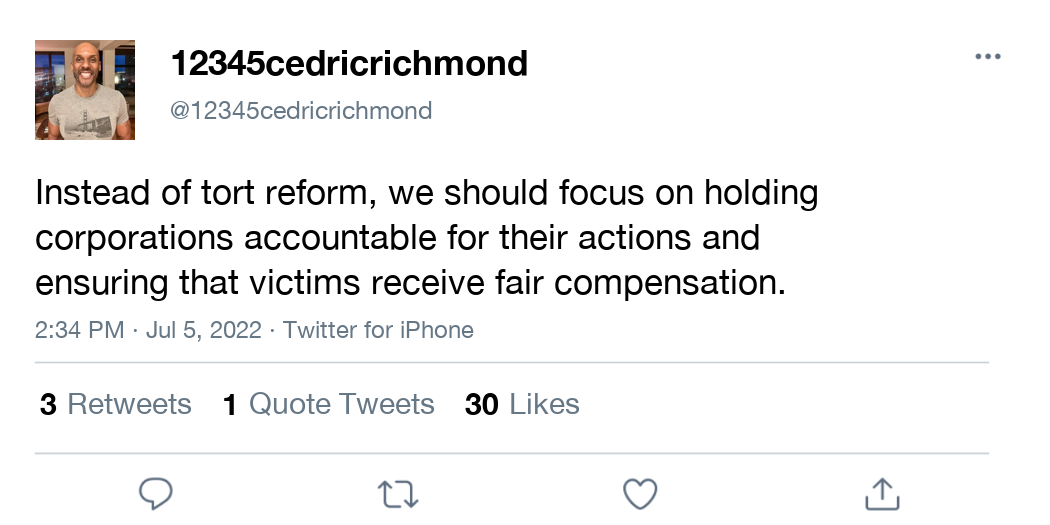 12345cedricrichmond
@12345cedricrichmond
Instead of tort reform, we should focus on holding
corporations accountable for their actions and
ensuring that victims receive fair compensation.
2:34 PM · Jul 5, 2022 · Twitter for iPhone
3 Retweets 1 Quote Tweets 30 Likes